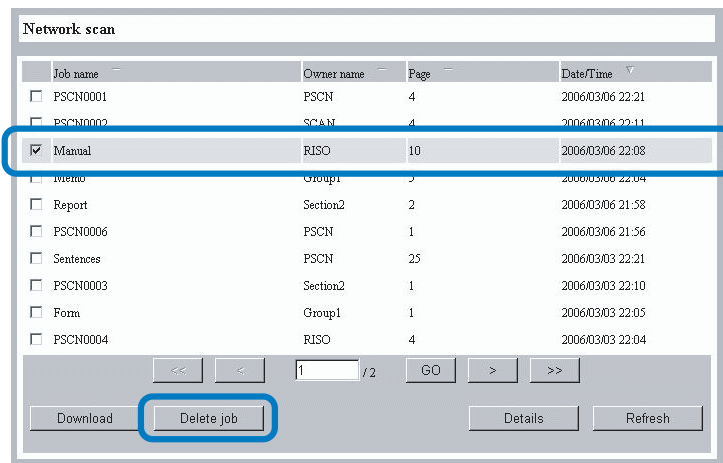 Network scan
Job name Owner name Page Date/Time
PSCN0001 PSCN 4 2006/03/06 22:21
PSCN0002 SCAN 4 2006/03/06 22:11
Manual RISO 10 2006/03/06 22:08
Memo Group1 5 2006/03/06 22:04
Report Section2 2 2006/03/06 21:58
PSCN0006 PSCN 1 2006/03/06 21:56
Sentences PSCN 25 2006/03/03 22:21
PSCN0003 Section2 1 2006/03/03 22:10
Form Group1 1 2006/03/03 22:05
PSCN0004 RISO 4 2006/03/03 22:04
<< < 1 / 2 GO > >>
Download Delete job Details Refresh